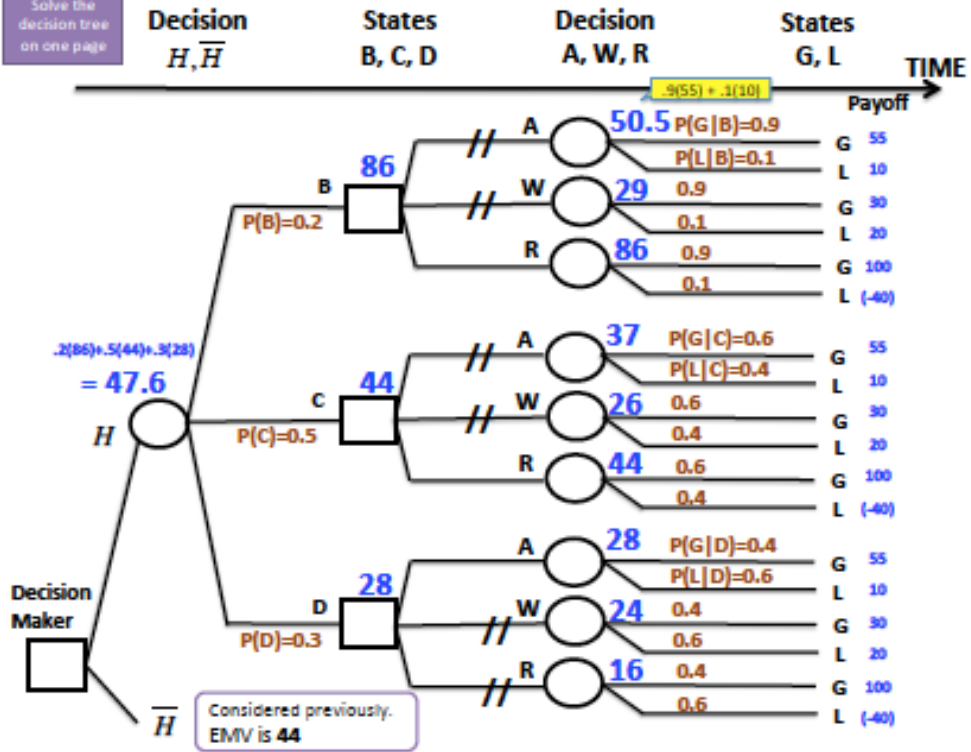 Solve the
decision tree
on one page
Decision
H, H̅
States
B, C, D
Decision
A, W, R
States
G, L
TIME
.9(55) + .1(10)
Payoff
A 50.5 P(G|B)=0.9 G 55
P(L|B)=0.1 L 10
86
B
P(B)=0.2
W 29 0.9 G 30
0.1 L 20
R 86 0.9 G 100
0.1 L (-40)
.2(86)+.5(44)+.3(28)
= 47.6
H
A 37 P(G|C)=0.6 G 55
P(L|C)=0.4 L 10
44
C
P(C)=0.5
W 26 0.6 G 30
0.4 L 20
R 44 0.6 G 100
0.4 L (-40)
A 28 P(G|D)=0.4 G 55
P(L|D)=0.6 L 10
28
D
P(D)=0.3
W 24 0.4 G 30
0.6 L 20
R 16 0.4 G 100
0.6 L (-40)
Decision
Maker
H̅
Considered previously.
EMV is 44